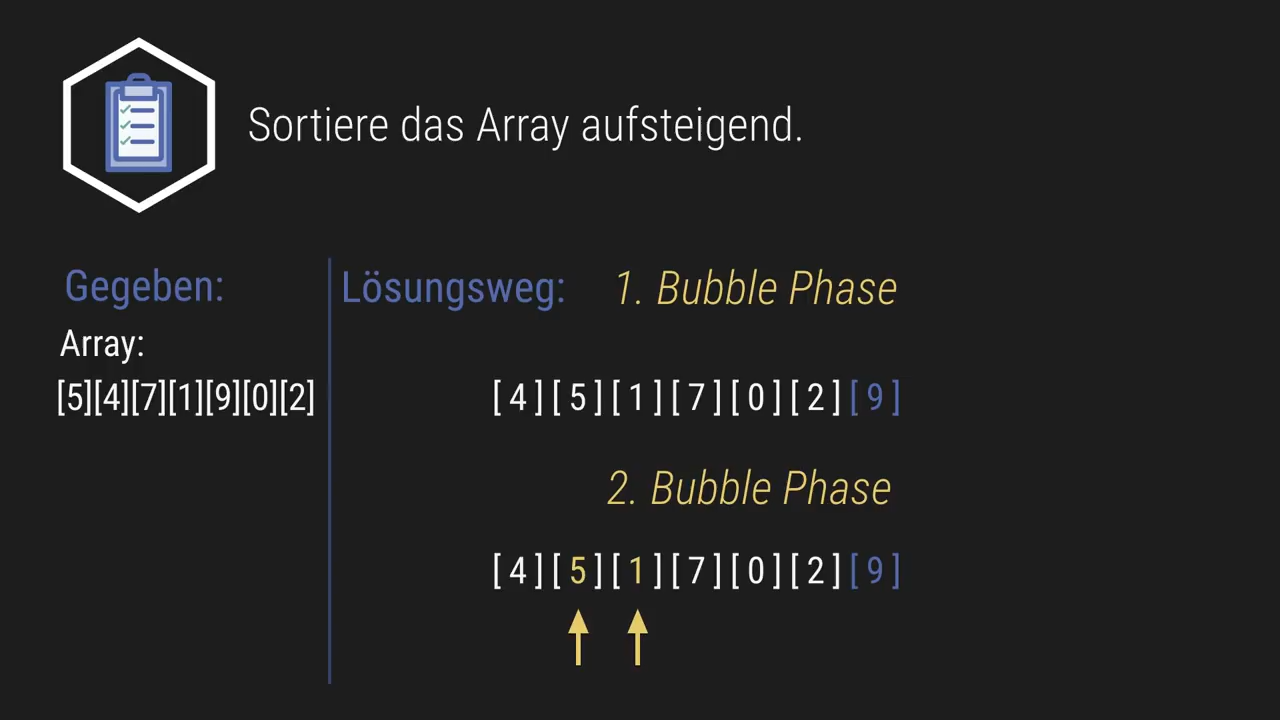 Sortiere das Array aufsteigend.
Gegeben:
Array:
[5][4][7][1][9][0][2]
Lösungsweg: 1. Bubble Phase
[4][5][1][7][0][2][9]
2. Bubble Phase
[4][5][1][7][0][2][9]